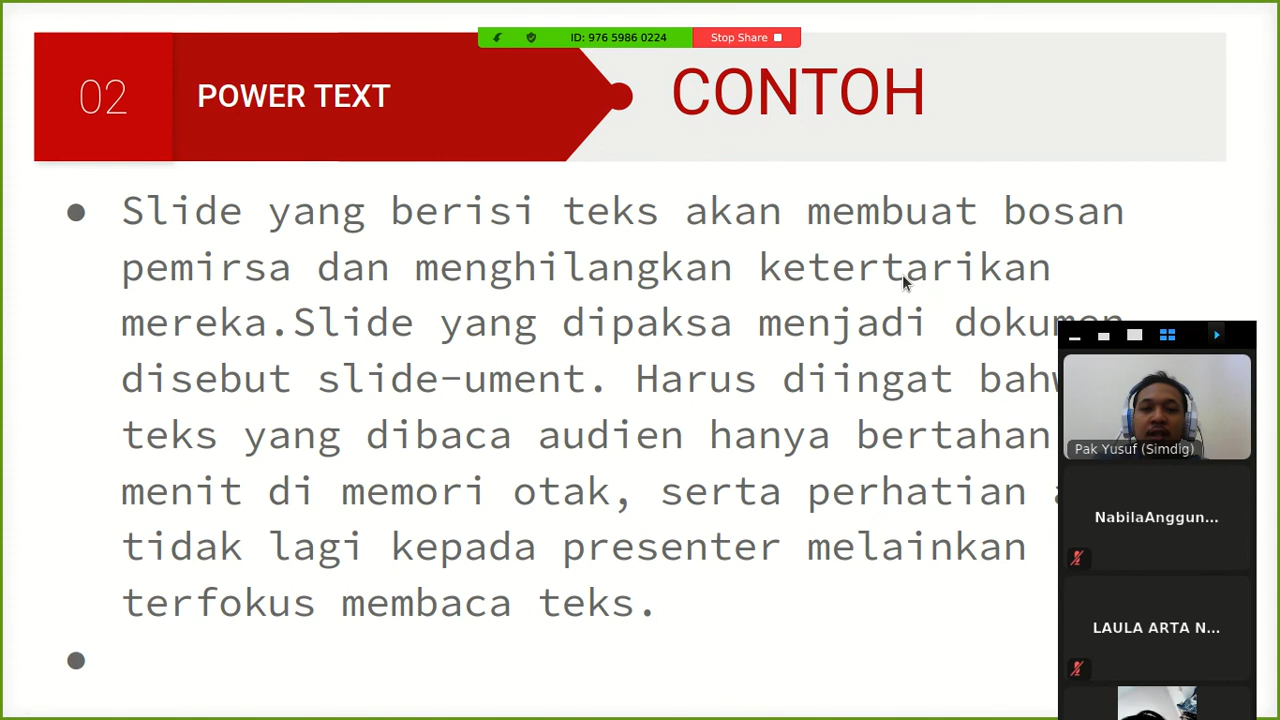 ID: 976 5986 0224 Stop Share
02 POWER TEXT CONTOH
Slide yang berisi teks akan membuat bosan
pemirsa dan menghilangkan ketertarikan
mereka.Slide yang dipaksa menjadi dokumen
disebut slide-ument. Harus diingat
teks yang dibaca audien hanya bertahan
menit di memori otak, serta perhatian
tidak lagi kepada presenter melainkan
terfokus membaca teks.
Pak Yusuf (Simdig)
NabilaAnggun...
LAULA ARTA N...